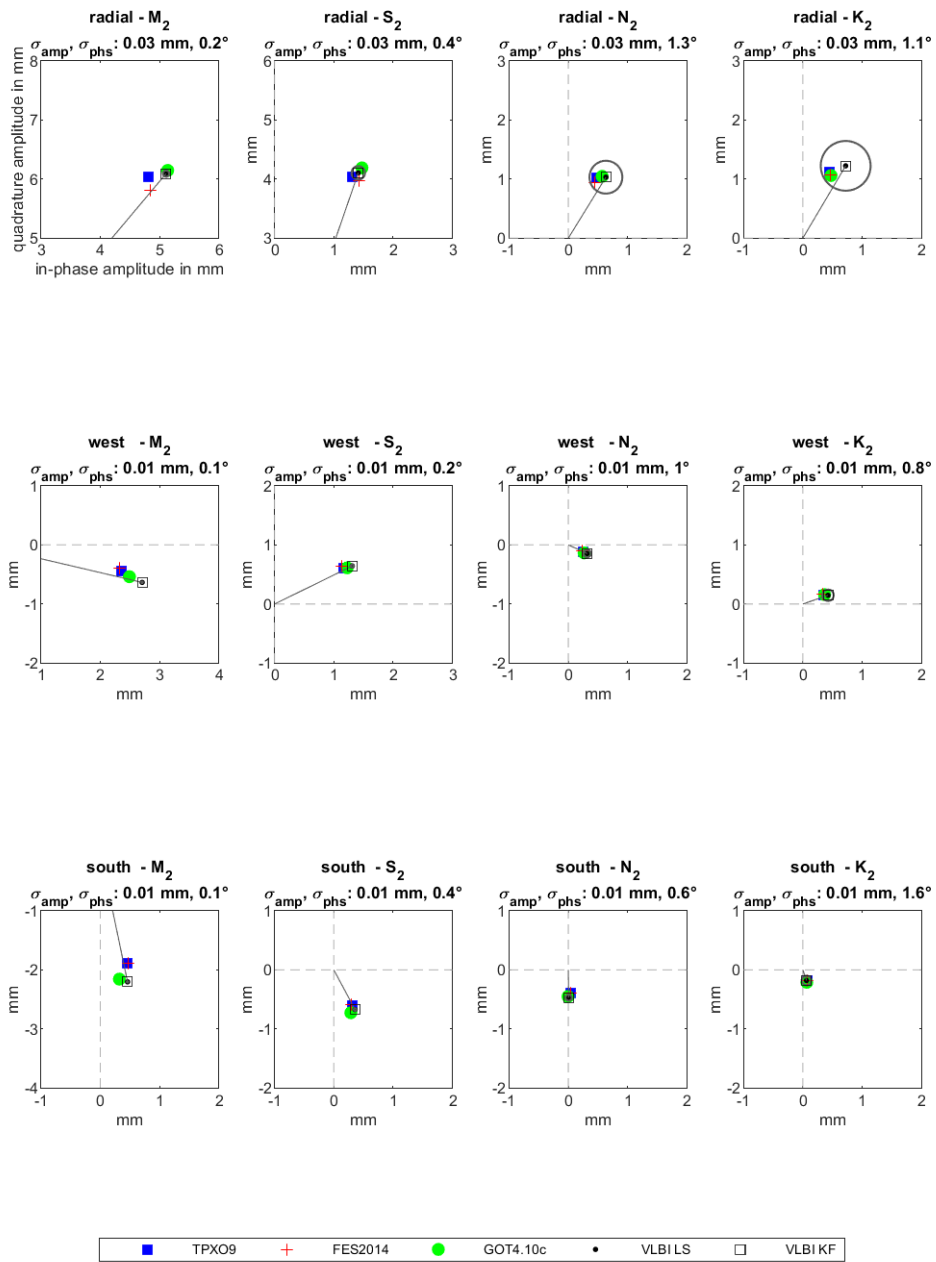 radial - M2
σamp, σphs: 0.03 mm, 0.2°
8
7
6
5
3
4
5
6
quadrature amplitude in mm
in-phase amplitude in mm
radial - S2
σamp, σphs: 0.03 mm, 0.4°
6
5
4
3
0
1
2
3
mm
mm
radial - N2
σamp, σphs: 0.03 mm, 1.3°
3
2
1
0
-1
0
1
2
mm
mm
radial - K2
σamp, σphs: 0.03 mm, 1.1°
3
2
1
0
-1
0
1
2
mm
mm
west - M2
σamp, σphs: 0.01 mm, 0.1°
1
0
-1
-2
1
2
3
4
mm
mm
west - S2
σamp, σphs: 0.01 mm, 0.2°
2
1
0
-1
0
1
2
3
mm
mm
west - N2
σamp, σphs: 0.01 mm, 1°
1
0
-1
-2
-1
0
1
2
mm
mm
west - K2
σamp, σphs: 0.01 mm, 0.8°
2
1
0
-1
-1
0
1
2
mm
mm
south - M2
σamp, σphs: 0.01 mm, 0.1°
-1
-2
-3
-4
-1
0
1
2
mm
mm
south - S2
σamp, σphs: 0.01 mm, 0.4°
1
0
-1
-2
-1
0
1
2
mm
mm
south - N2
σamp, σphs: 0.01 mm, 0.6°
1
0
-1
-2
-1
0
1
2
mm
mm
south - K2
σamp, σphs: 0.01 mm, 1.6°
1
0
-1
-2
-1
0
1
2
mm
mm
TPXO9 FES2014 GOT4.10c VLBI LS VLBI KF